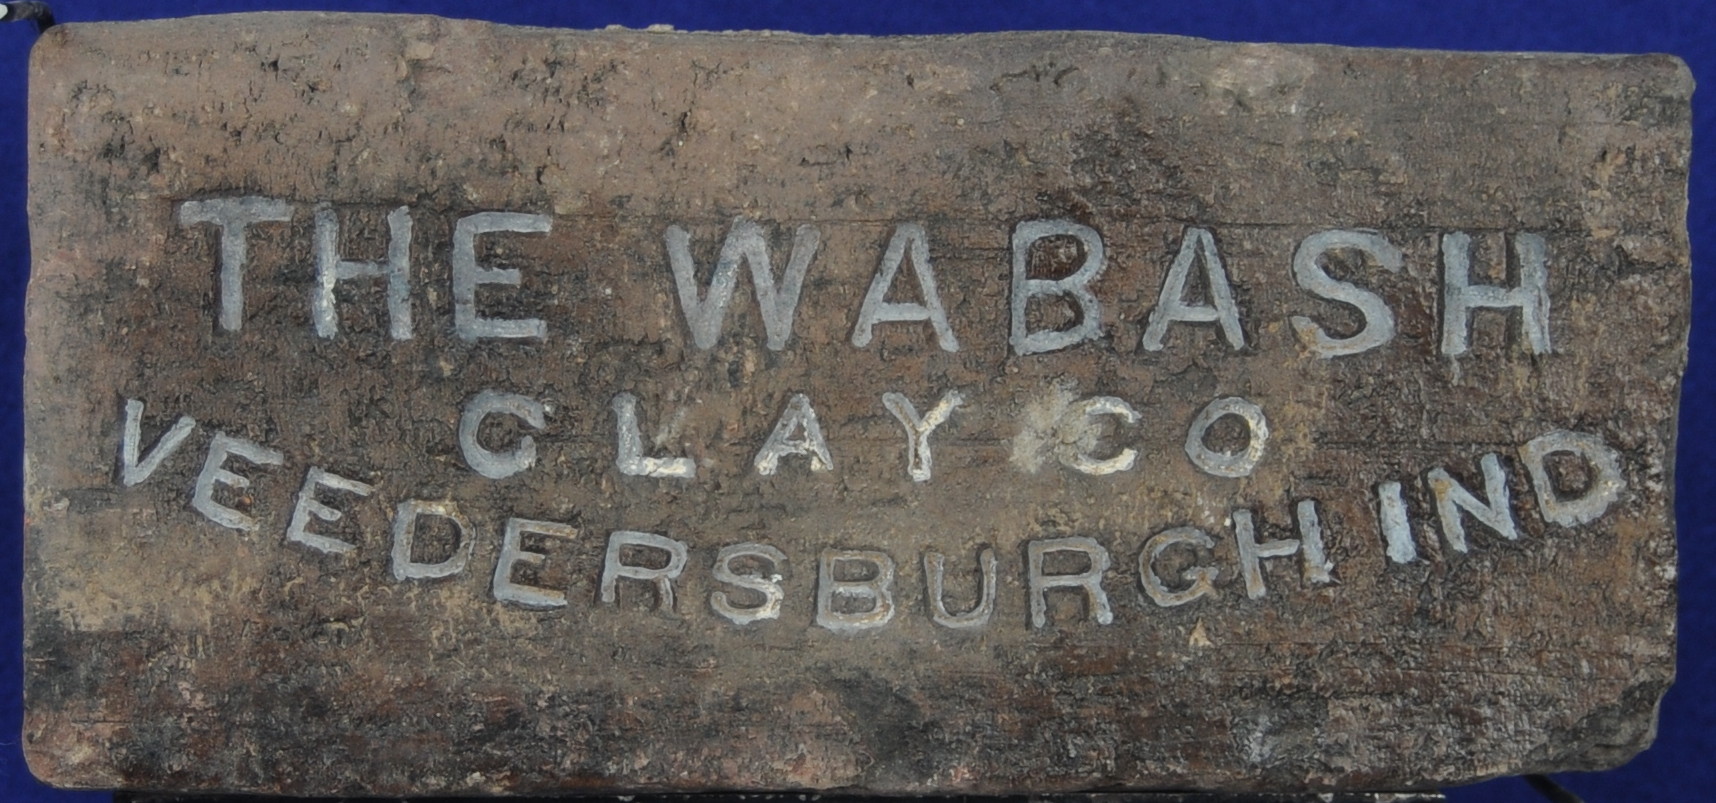 THE WABASH
CLAY CO
VEEDERSBURGH IND